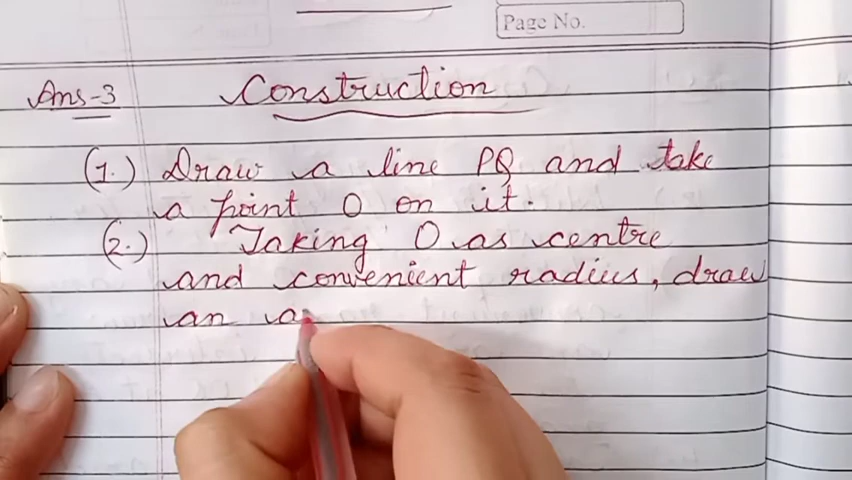 Page No.
Ans-3 Construction
(1.) Draw a line PQ and take
a point O on it.
(2.) Taking O as centre
and convenient radius, draw
an a